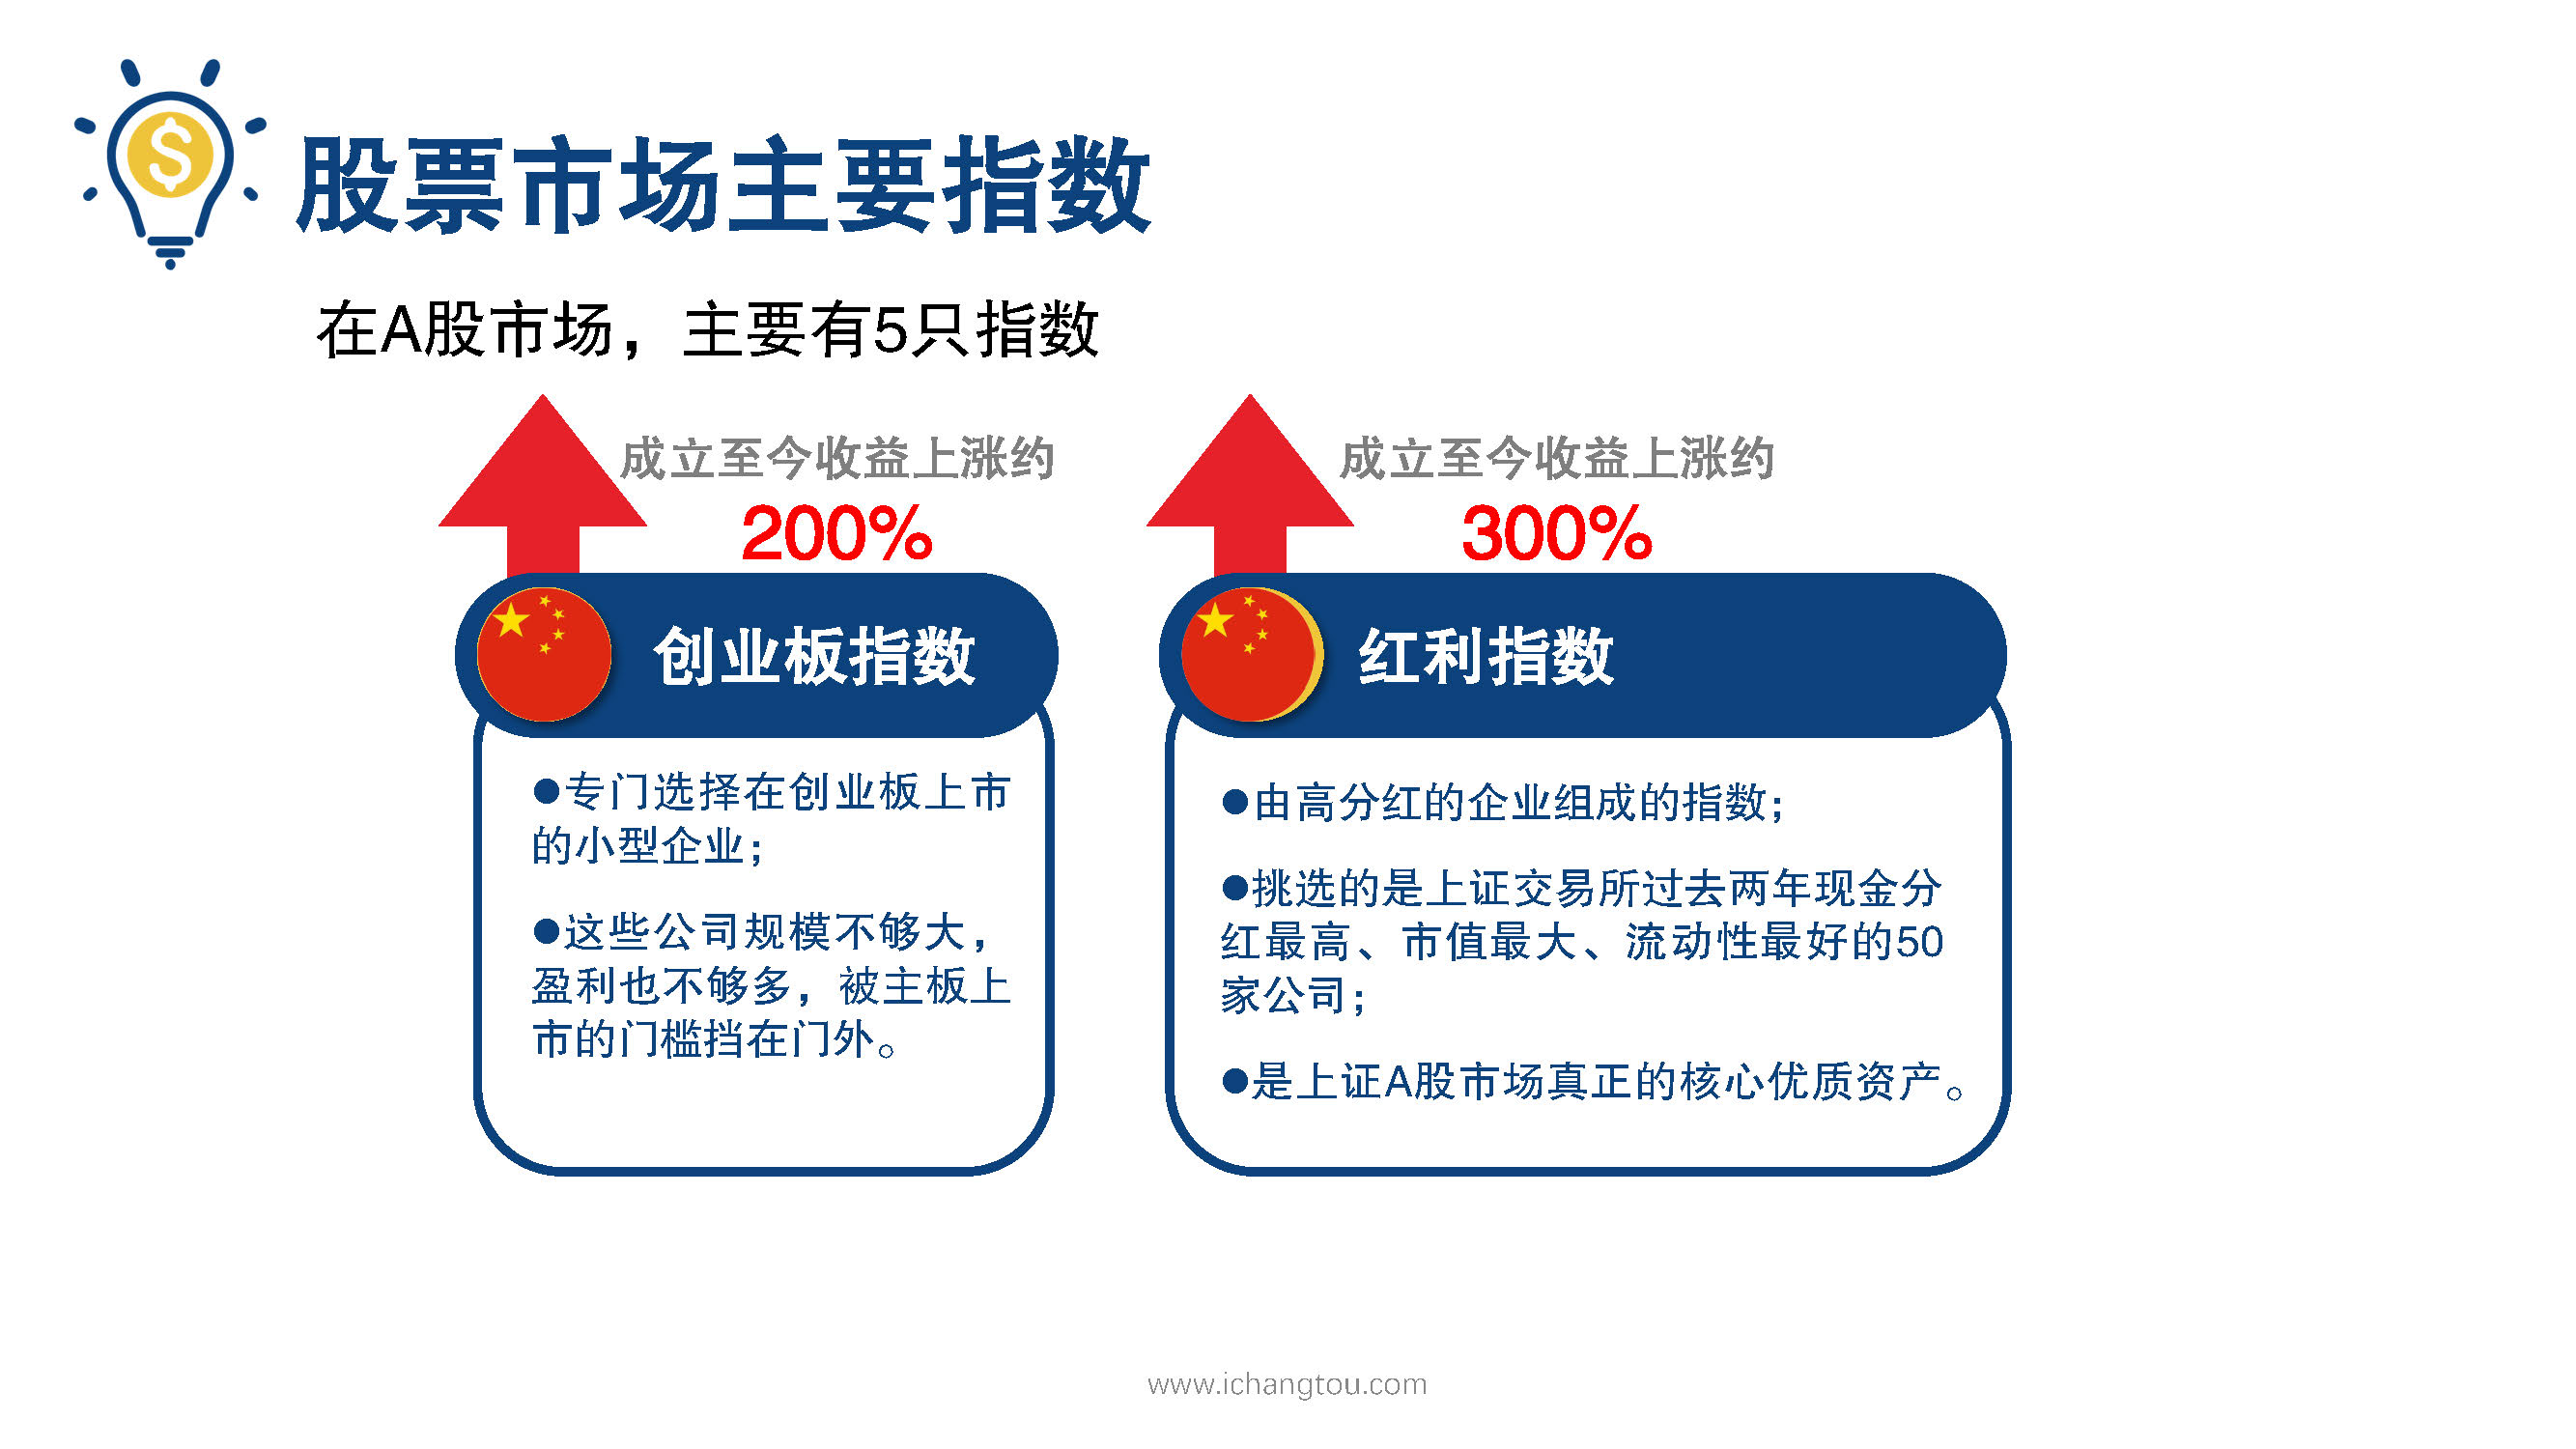 股票市场主要指数
在A股市场，主要有5只指数
成立至今收益上涨约
200%
创业板指数
●专门选择在创业板上市
的小型企业；
●这些公司规模不够大，
盈利也不够多，被主板上
市的门槛挡在门外。
成立至今收益上涨约
300%
红利指数
●由高分红的企业组成的指数；
●挑选的是上证交易所过去两年现金分
红最高、市值最大、流动性最好的50
家公司；
●是上证A股市场真正的核心优质资产。
www.ichangtou.com